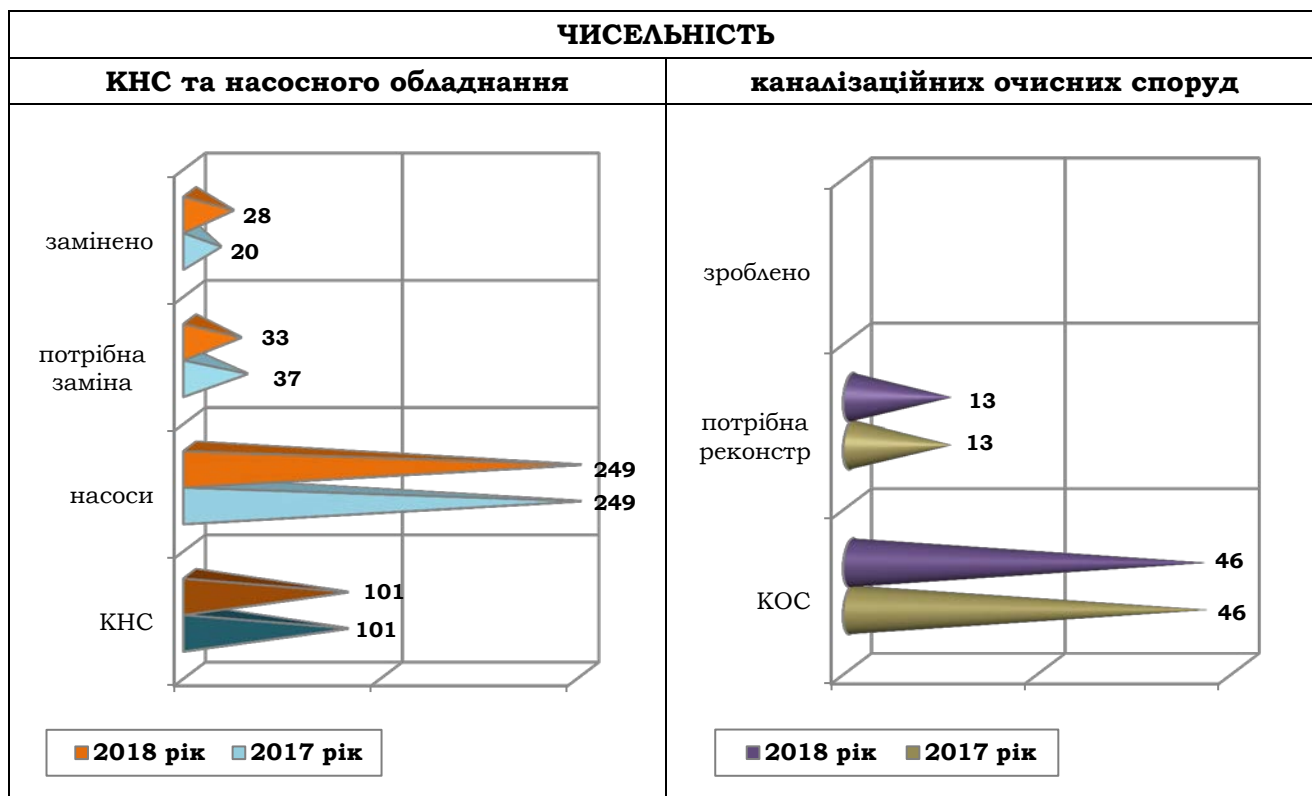 ЧИСЕЛЬНІСТЬ
КНС та насосного обладнання
каналізаційних очисних споруд
замінено
28
20
потрібна
заміна
33
37
насоси
249
249
КНС
101
101
2018 рік
2017 рік
зроблено
потрібна
реконстр
13
13
КОС
46
46
2018 рік
2017 рік